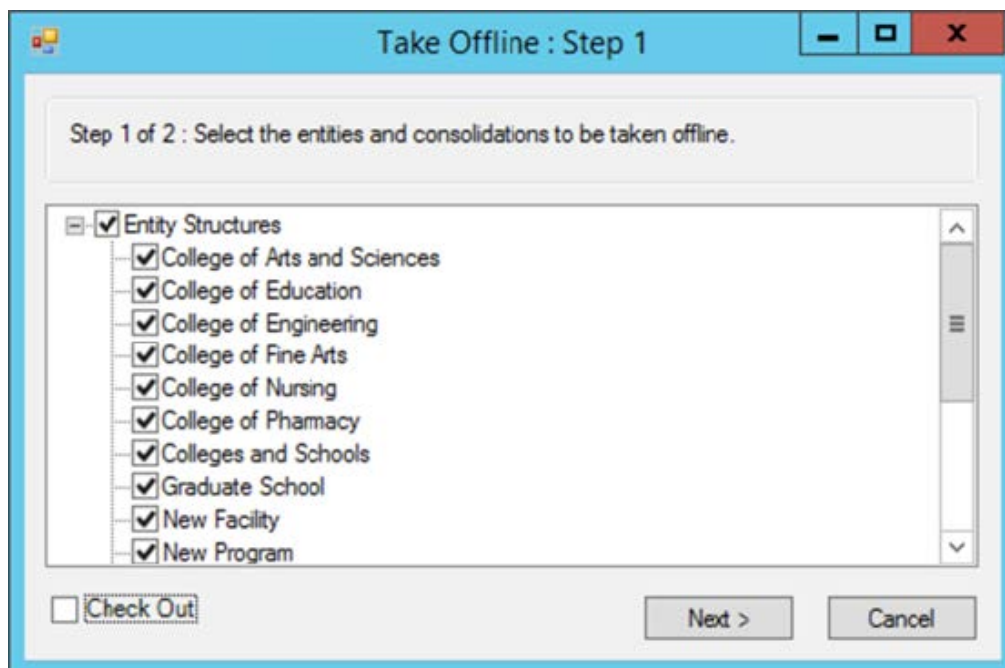 Take Offline : Step 1
Step 1 of 2 : Select the entities and consolidations to be taken offline.
Entity Structures
College of Arts and Sciences
College of Education
College of Engineering
College of Fine Arts
College of Nursing
College of Pharmacy
Colleges and Schools
Graduate School
New Facility
New Program
Check Out
Next >
Cancel